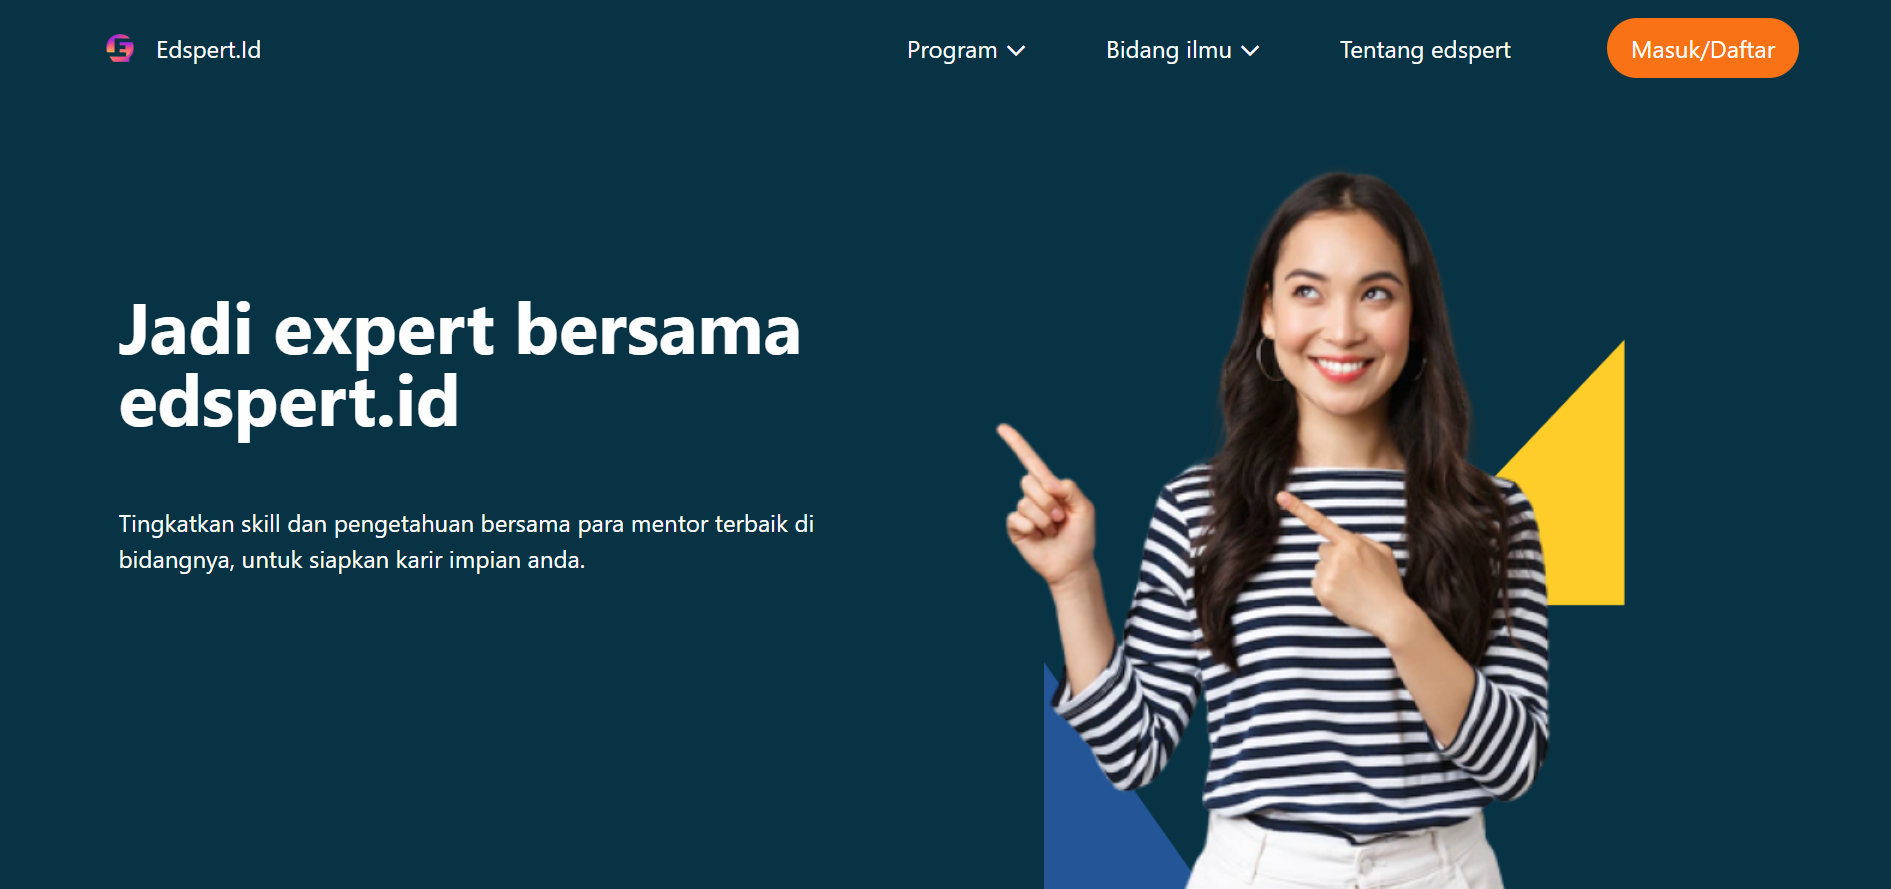 Edspert.Id
Program
Bidang ilmu
Tentang edspert
Masuk/Daftar
Jadi expert bersama
edspert.id
Tingkatkan skill dan pengetahuan bersama para mentor terbaik di
bidangnya, untuk siapkan karir impian anda.